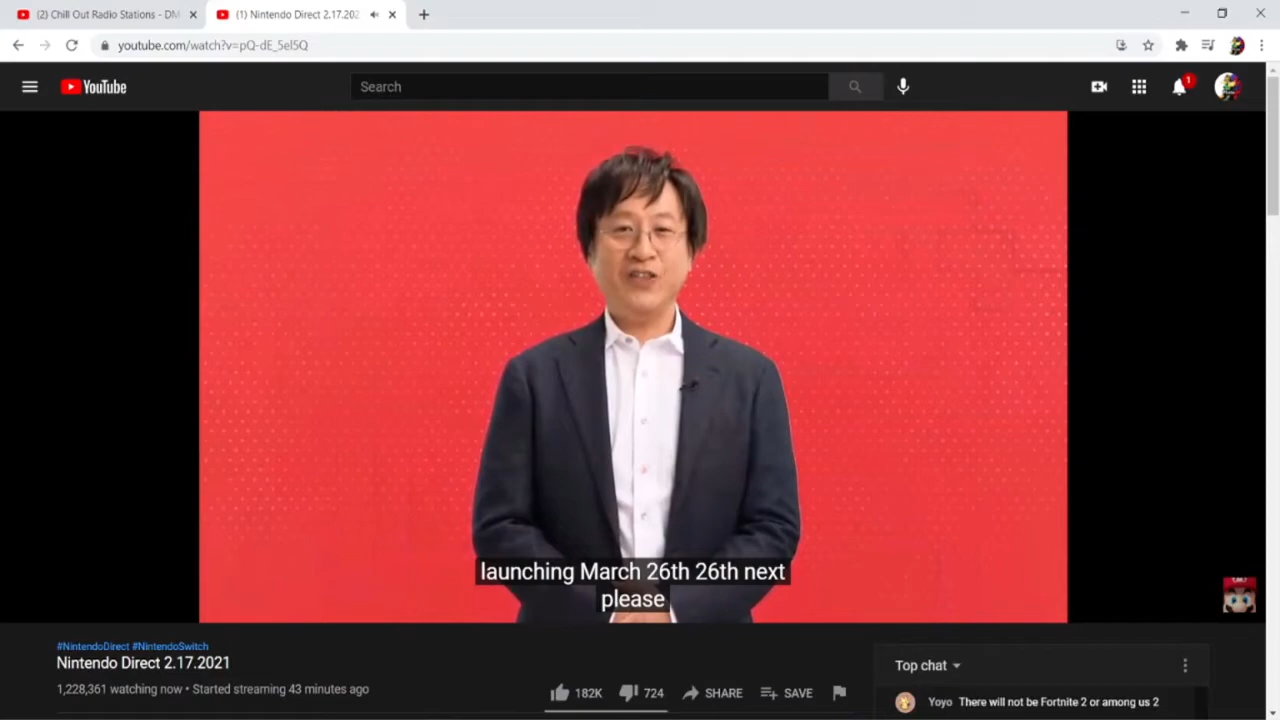 (2) Chill Out Radio Stations - DM
(1) Nintendo Direct 2.17.202
youtube.com/watch?v=pQ-dE_5el5Q
YouTube
Search
1
launching March 26th 26th next
please
#NintendoDirect #NintendoSwitch
Nintendo Direct 2.17.2021
1,228,361 watching now • Started streaming 43 minutes ago
182K
724
SHARE
SAVE
Top chat
Yoyo There will not be Fortnite 2 or among us 2